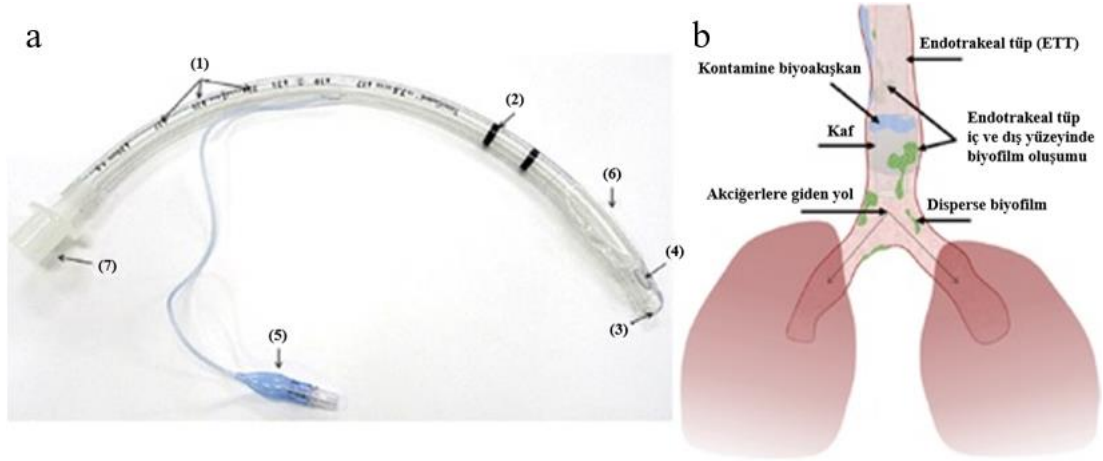 a
(1)
(2)
(6)
(4)
(3)
(7)
(5)
b
Endotrakeal tüp (ETT)
Kontamine biyoakışkan
Kaf
Endotrakeal tüp
iç ve dış yüzeyinde
biyofilm oluşumu
Akciğerlere giden yol
Disperse biyofilm